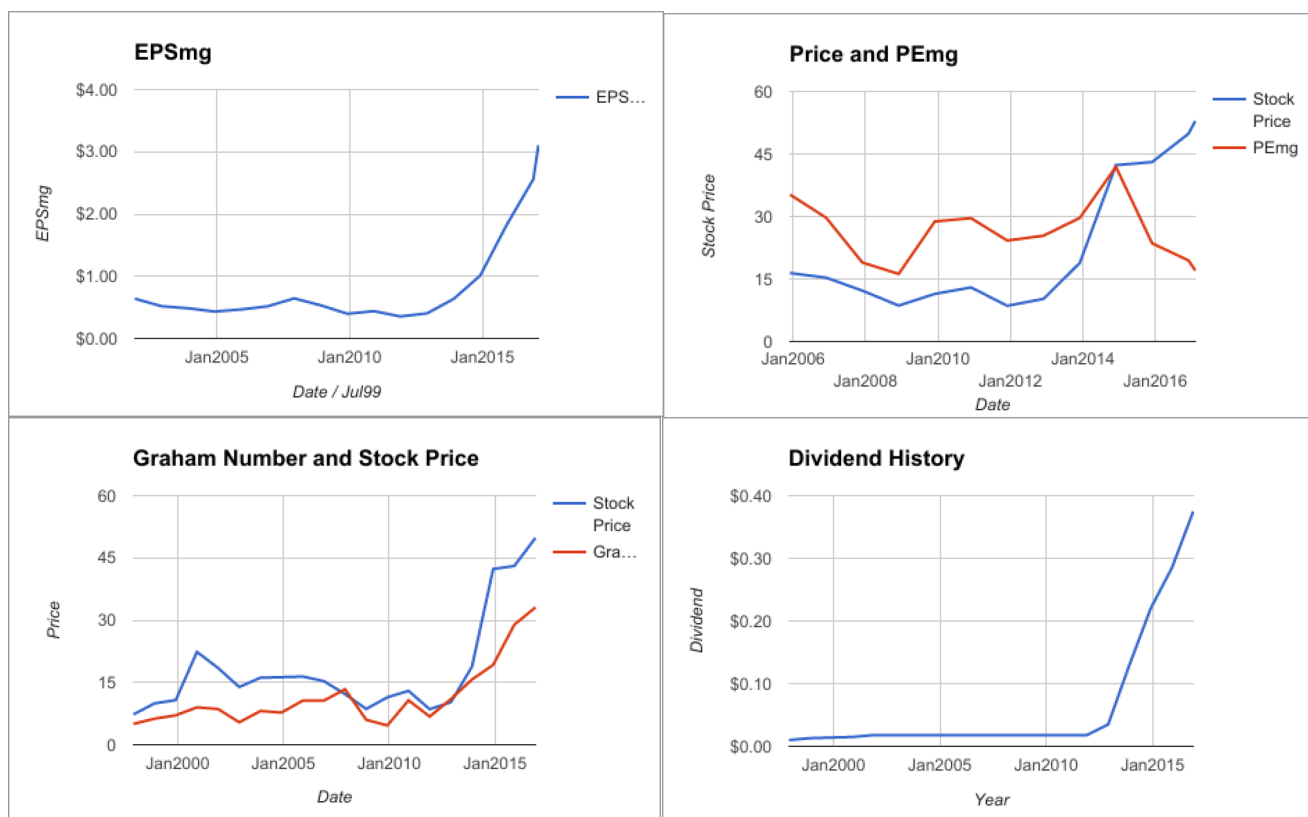 EPSmg
$4.00
$3.00
$2.00
$1.00
$0.00
EPSmg
Jan2005
Jan2010
Jan2015
Date / Jul99
EPS…
Price and PEmg
60
45
30
15
0
Stock Price
Jan2006
Jan2008
Jan2010
Jan2012
Jan2014
Jan2016
Date
Stock
Price
PEmg
Graham Number and Stock Price
60
45
30
15
0
Price
Jan2000
Jan2005
Jan2010
Jan2015
Date
Stock
Price
Gra…
Dividend History
$0.40
$0.30
$0.20
$0.10
$0.00
Dividend
Jan2000
Jan2005
Jan2010
Jan2015
Year